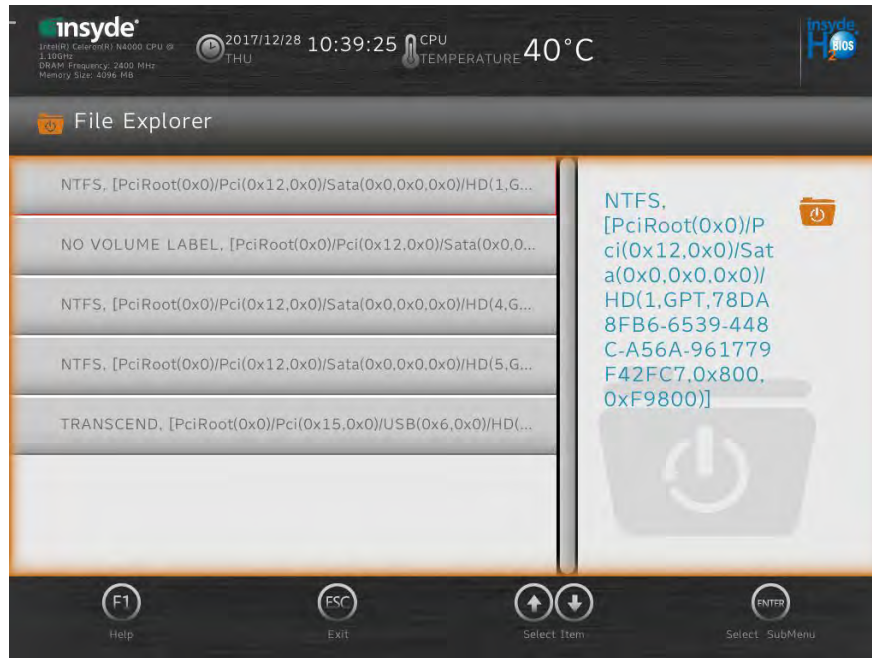 insyde
Intel(R) Celeron(R) N4000 CPU @
1.10GHz
DRAM Frequency: 2400 MHz
Memory Size: 4096 MB
2017/12/28
THU
10:39:25
CPU
TEMPERATURE
40°C
insyde
H2O BIOS
File Explorer
NTFS, [PciRoot(0x0)/Pci(0x12,0x0)/Sata(0x0,0x0,0x0)/HD(1,G...
NO VOLUME LABEL, [PciRoot(0x0)/Pci(0x12,0x0)/Sata(0x0,0...
NTFS, [PciRoot(0x0)/Pci(0x12,0x0)/Sata(0x0,0x0,0x0)/HD(4,G...
NTFS, [PciRoot(0x0)/Pci(0x12,0x0)/Sata(0x0,0x0,0x0)/HD(5,G...
TRANSCEND, [PciRoot(0x0)/Pci(0x15,0x0)/USB(0x6,0x0)/HD(...
NTFS,
[PciRoot(0x0)/P
ci(0x12,0x0)/Sat
a(0x0,0x0,0x0)/
HD(1,GPT,78DA
8FB6-6539-448
C-A56A-961779
F42FC7,0x800,
0xF9800)]
F1
Help
ESC
Exit
Select Item
ENTER
Select SubMenu